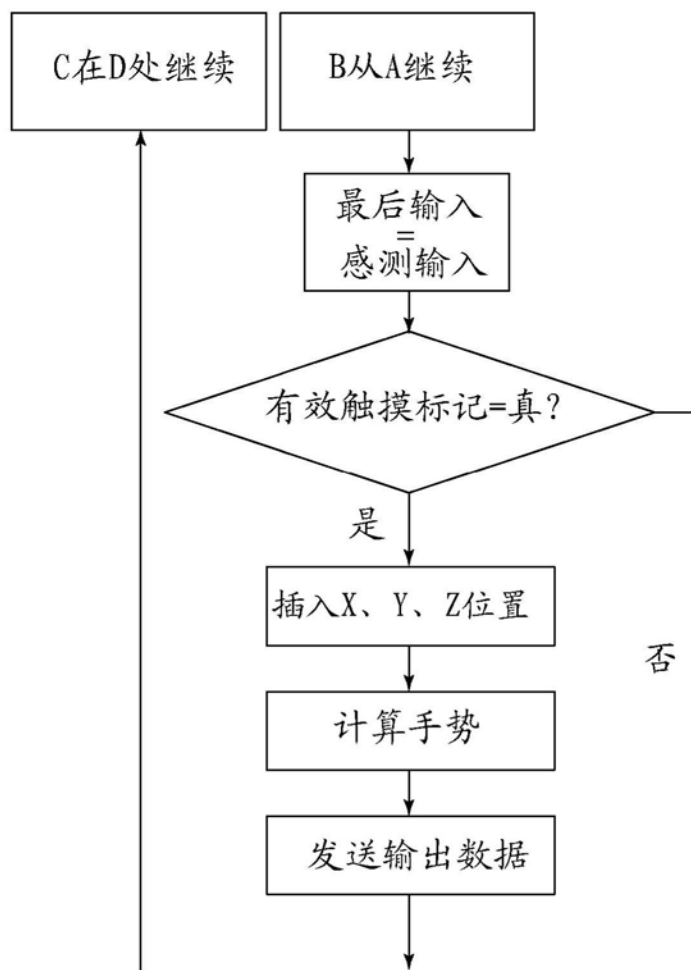 C在D处继续
B从A继续
最后输入
=
感测输入
有效触摸标记=真?
是
插入X、Y、Z位置
否
计算手势
发送输出数据